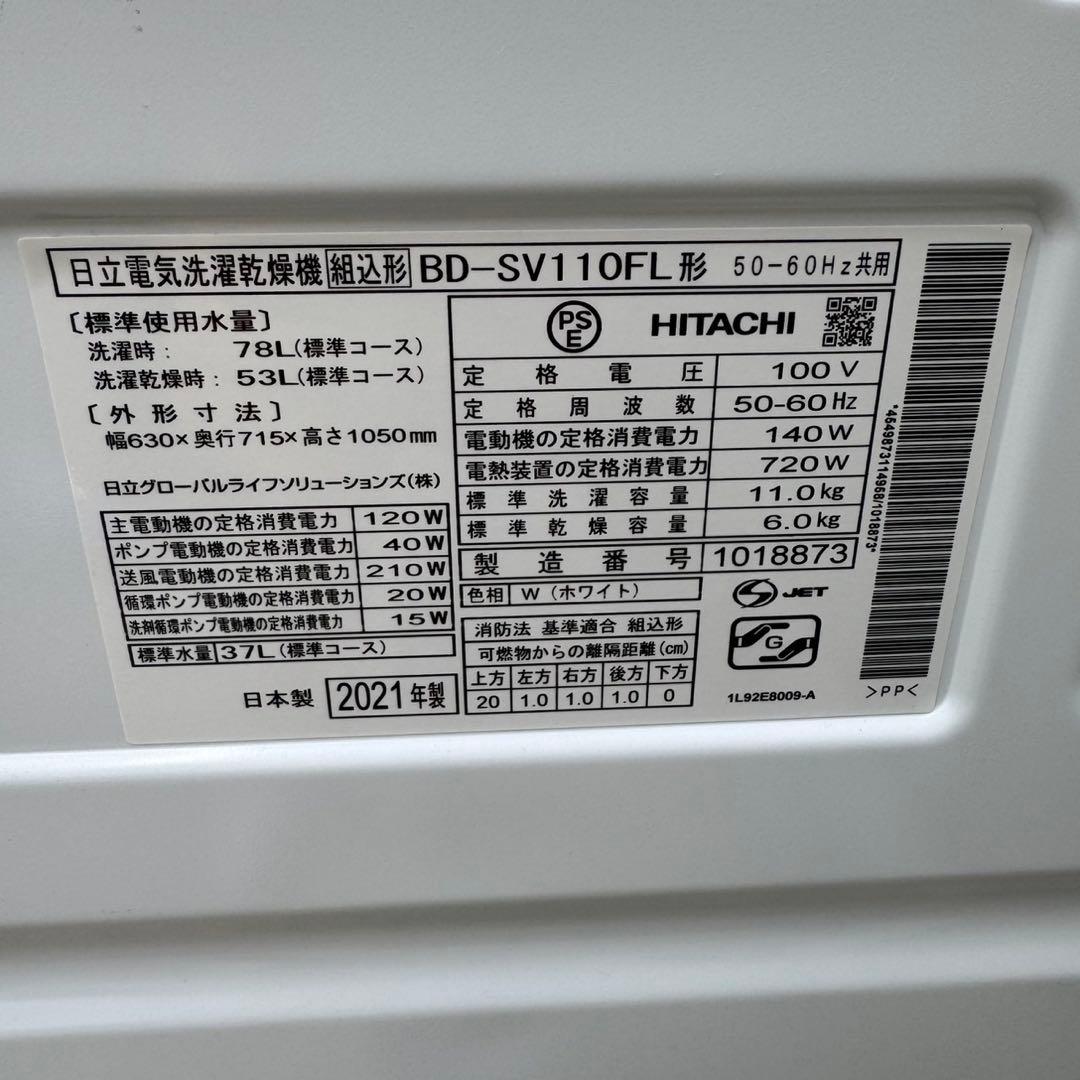 日立電気洗濯乾燥機 組込形 BD-SV110FL形 50-60Hz共用
〔標準使用水量〕
洗濯時: 78L(標準コース)
洗濯乾燥時: 53L(標準コース)
〔外形寸法〕
幅630×奥行715×高さ1050mm
日立グローバルライフソリューションズ(株)
主電動機の定格消費電力 120W
ポンプ電動機の定格消費電力 40W
送風電動機の定格消費電力 210W
循環ポンプ電動機の定格消費電力 20W
洗剤循環ポンプ電動機の定格消費電力 15W
標準水量 37L(標準コース)
日本製 2021年製
PSE HITACHI
定格電圧 100V
定格周波数 50-60Hz
電動機の定格消費電力 140W
電熱装置の定格消費電力 720W
標準洗濯容量 11.0kg
標準乾燥容量 6.0kg
製造番号 1018873
色相 W(ホワイト)
消防法 基準適合 組込形
可燃物からの離隔距離(cm)
上方 左方 右方 後方 下方
20 1.0 1.0 1.0 0
S JET
G
1L92E8009-A
*4549873114968/1018873*
>PP<